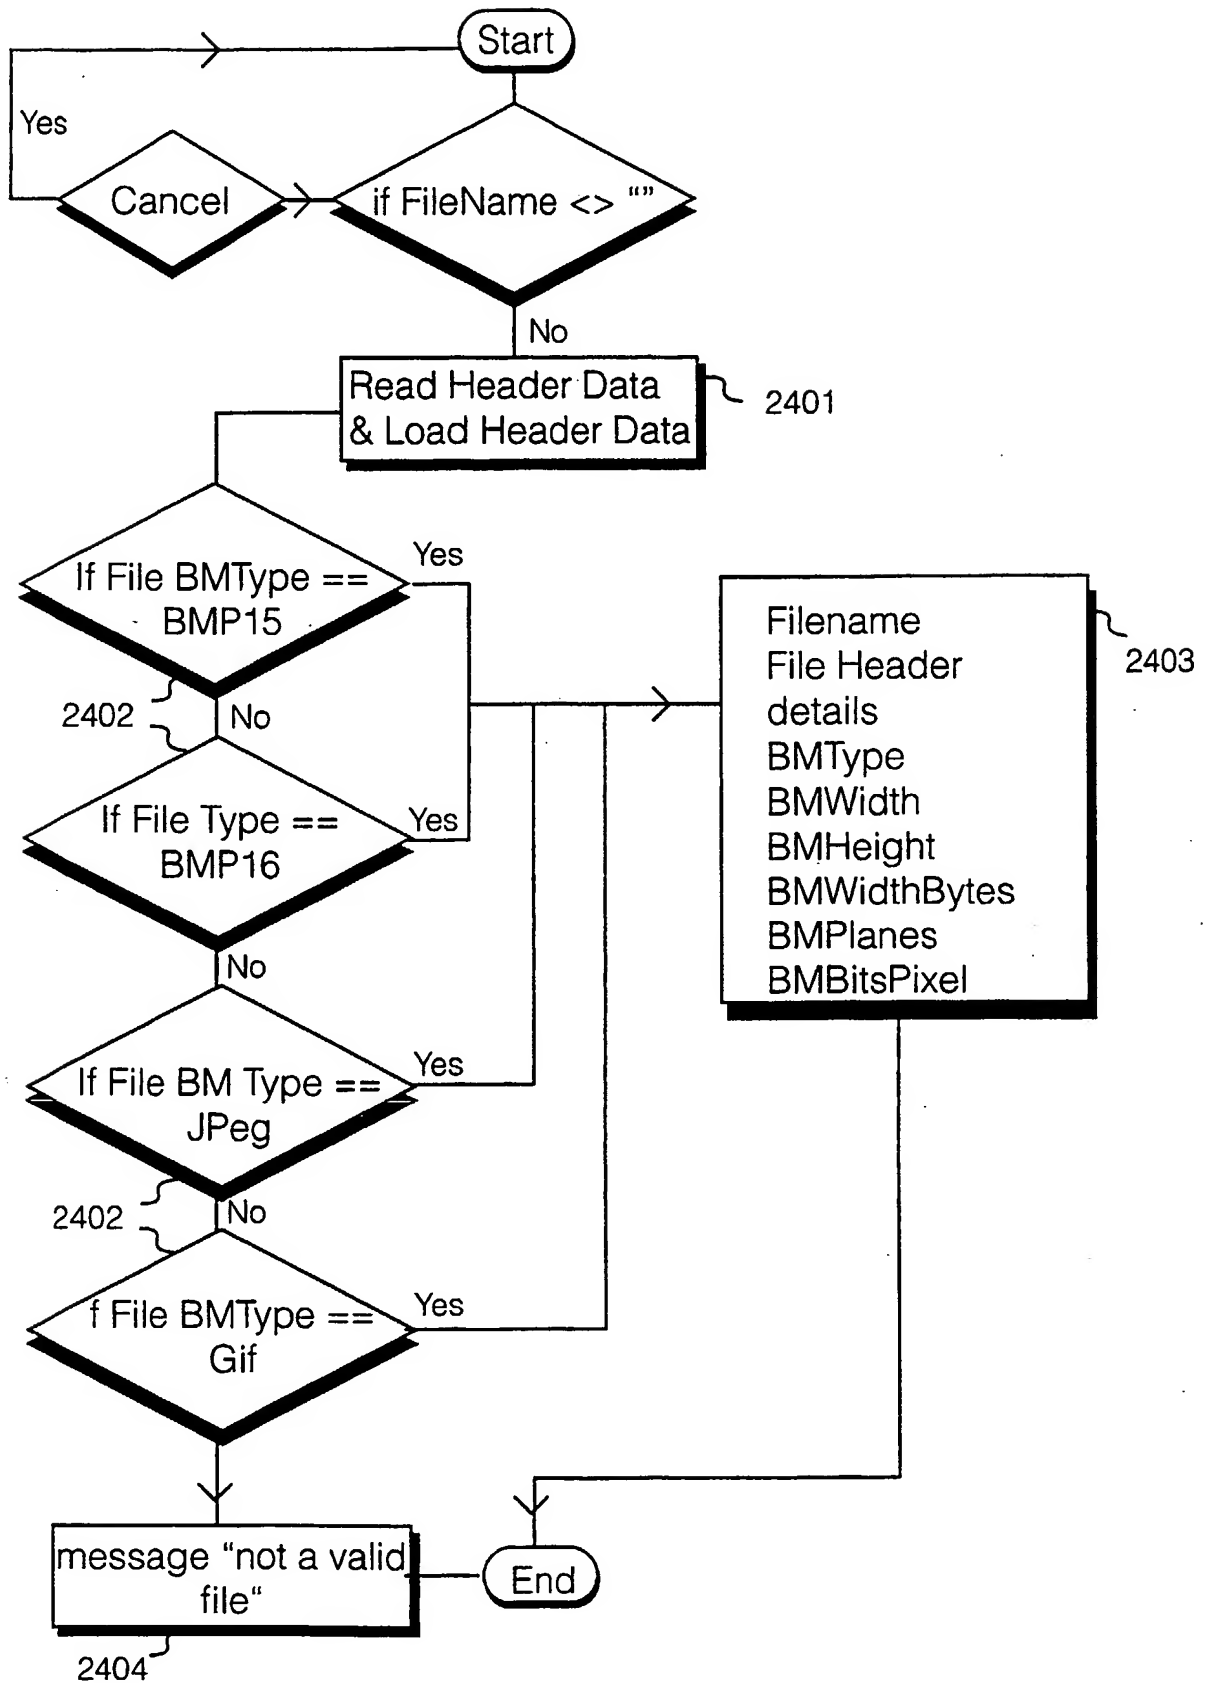 Start
Yes
Cancel
if FileName <> “”
No
Read Header Data
& Load Header Data
2401
If File BMType ==
BMP15
Yes
2402
No
If File Type ==
BMP16
Yes
No
Filename
File Header
details
BMType
BMWidth
BMHeight
BMWidthBytes
BMPlanes
BMBitsPixel
2403
If File BM Type ==
JPeg
Yes
2402
No
f File BMType ==
Gif
Yes
message “not a valid
file“
2404
End